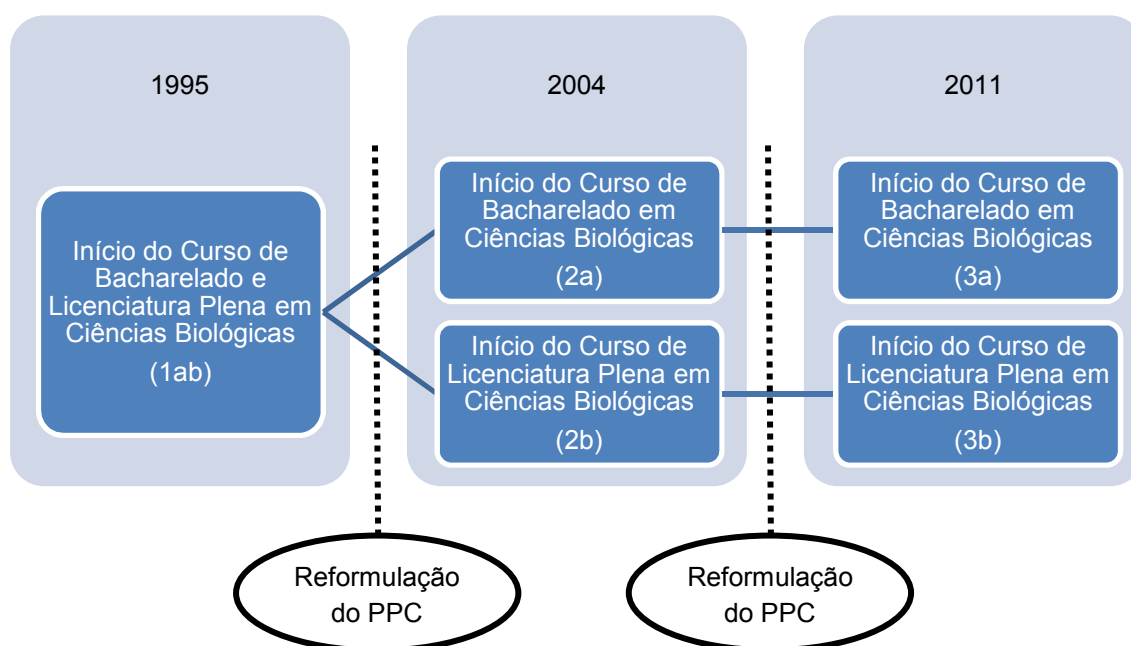 1995
Início do Curso de
Bacharelado e
Licenciatura Plena em
Ciências Biológicas
(1ab)
2004
Início do Curso de
Bacharelado em
Ciências Biológicas
(2a)
Início do Curso de
Licenciatura Plena em
Ciências Biológicas
(2b)
2011
Início do Curso de
Bacharelado em
Ciências Biológicas
(3a)
Início do Curso de
Licenciatura Plena em
Ciências Biológicas
(3b)
Reformulação
do PPC
Reformulação
do PPC